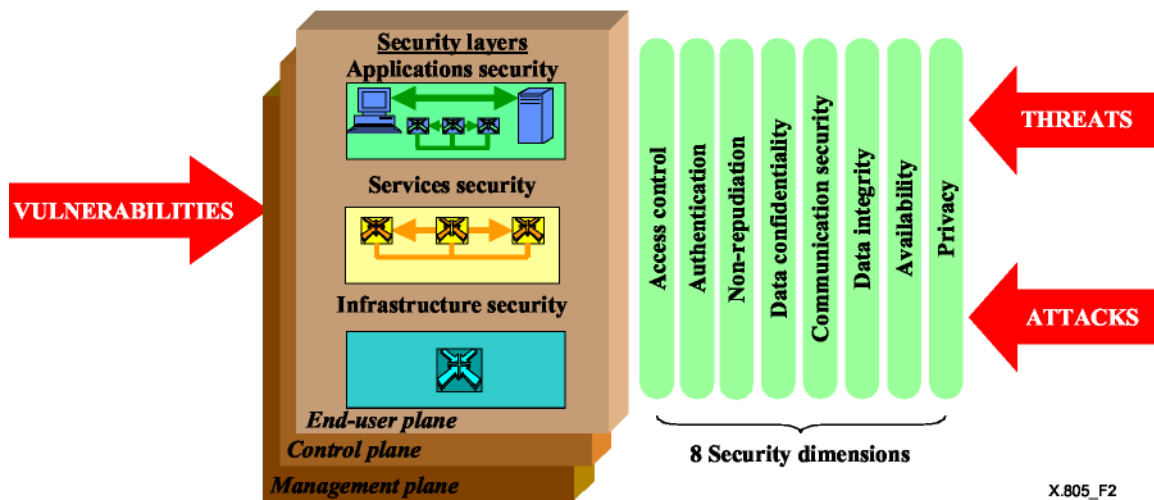 Security layers
Applications security
Services security
Infrastructure security
End-user plane
Control plane
Management plane
VULNERABILITIES
Access control
Authentication
Non-repudiation
Data confidentiality
Communication security
Data integrity
Availability
Privacy
8 Security dimensions
THREATS
ATTACKS
X.805_F2